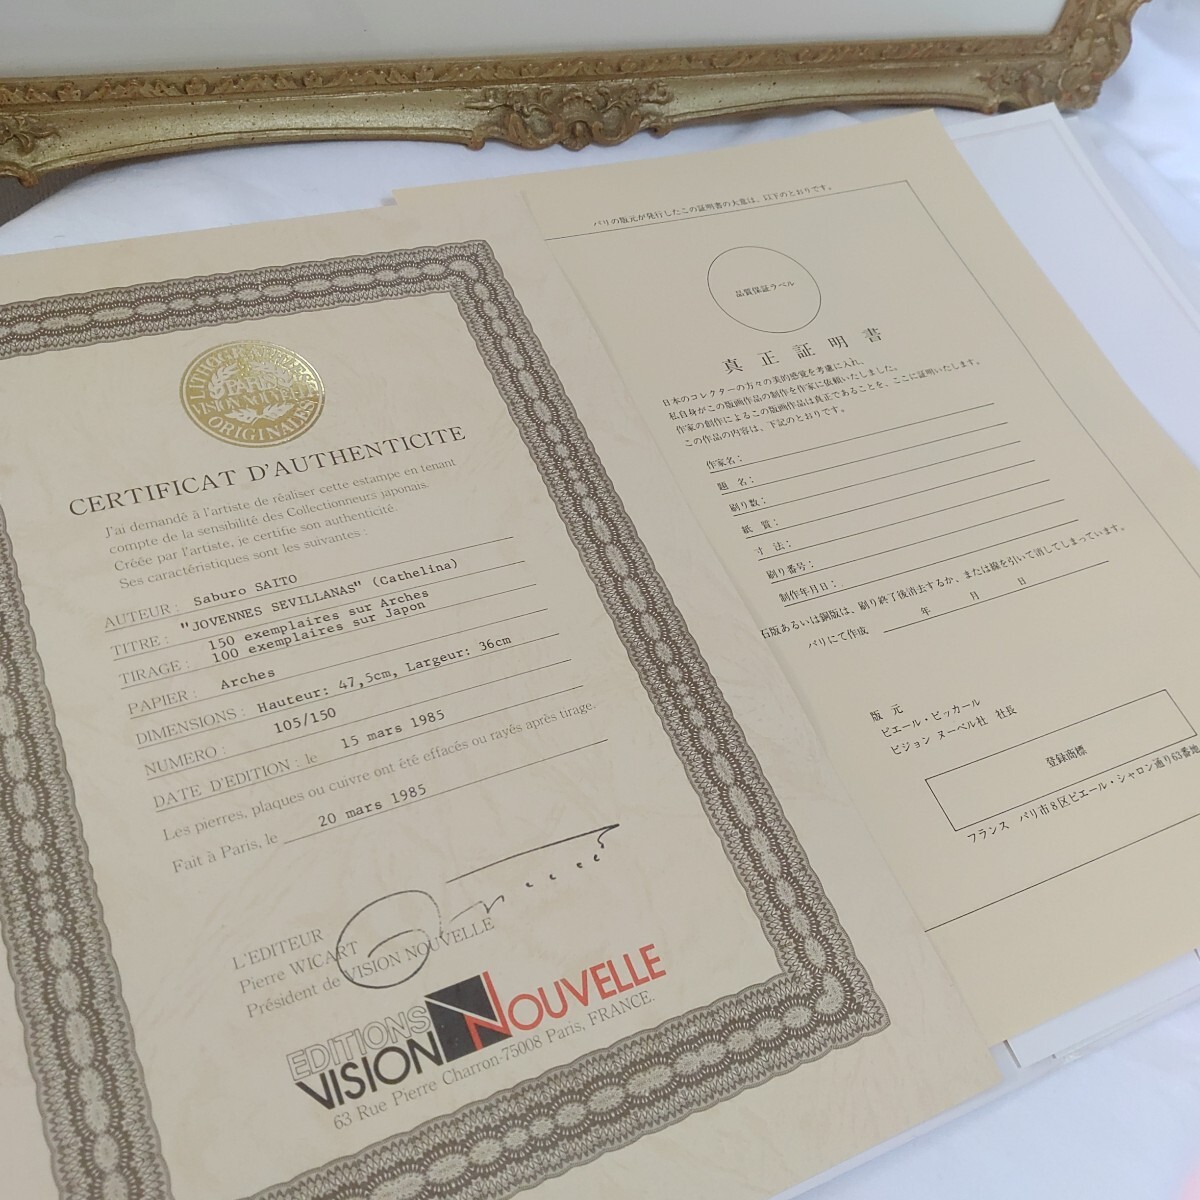 LITHOGRAPHIES
PARIS
VISION NOUVELLE
ORIGINALES
CERTIFICAT D'AUTHENTICITE
J'ai demandé à l'artiste de réaliser cette estampe en tenant
compte de la sensibilité des Collectionneurs japonais.
Créée par l'artiste, je certifie son authenticité.
Ses caractéristiques sont les suivantes :
AUTEUR : Saburo SAITO
TITRE : "JOVENNES SEVILLANAS" (Cathelina)
TIRAGE : 150 exemplaires sur Arches
100 exemplaires sur Japon
PAPIER : Arches
DIMENSIONS : Hauteur: 47,5cm, Largeur: 36cm
NUMERO : 105/150
DATE D'EDITION : le 15 mars 1985
Les pierres, plaques ou cuivre ont été effacés ou rayés après tirage.
Fait à Paris, le 20 mars 1985
L'EDITEUR
Pierre WICART
Président de VISION NOUVELLE
EDITIONS
VISION NOUVELLE
63 Rue Pierre Charron-75008 Paris, FRANCE.
パリの版元が発行したこの証明書の大意は、以下のとおりです。
品質保証ラベル
真正証明書
日本のコレクターの方々の美的感覚を考慮に入れ、
私自身がこの版画作品の制作を作家に依頼いたしました。
作家の創作によるこの版画作品は真正であることを、ここに証明いたします。
この作品の内容は、下記のとおりです。
作家名：
題 名：
刷り数：
紙 質：
寸 法：
刷り番号：
制作年月日：
石版あるいは銅版は、刷り終了後消去するか、または線を引いて消してしまっています。
パリにて作成 年 月 日
版 元
ピエール・ビッカール
ビジョン ヌーベル社 社長
登録商標
フランス パリ市8区ピエール・シャロン通り63番地